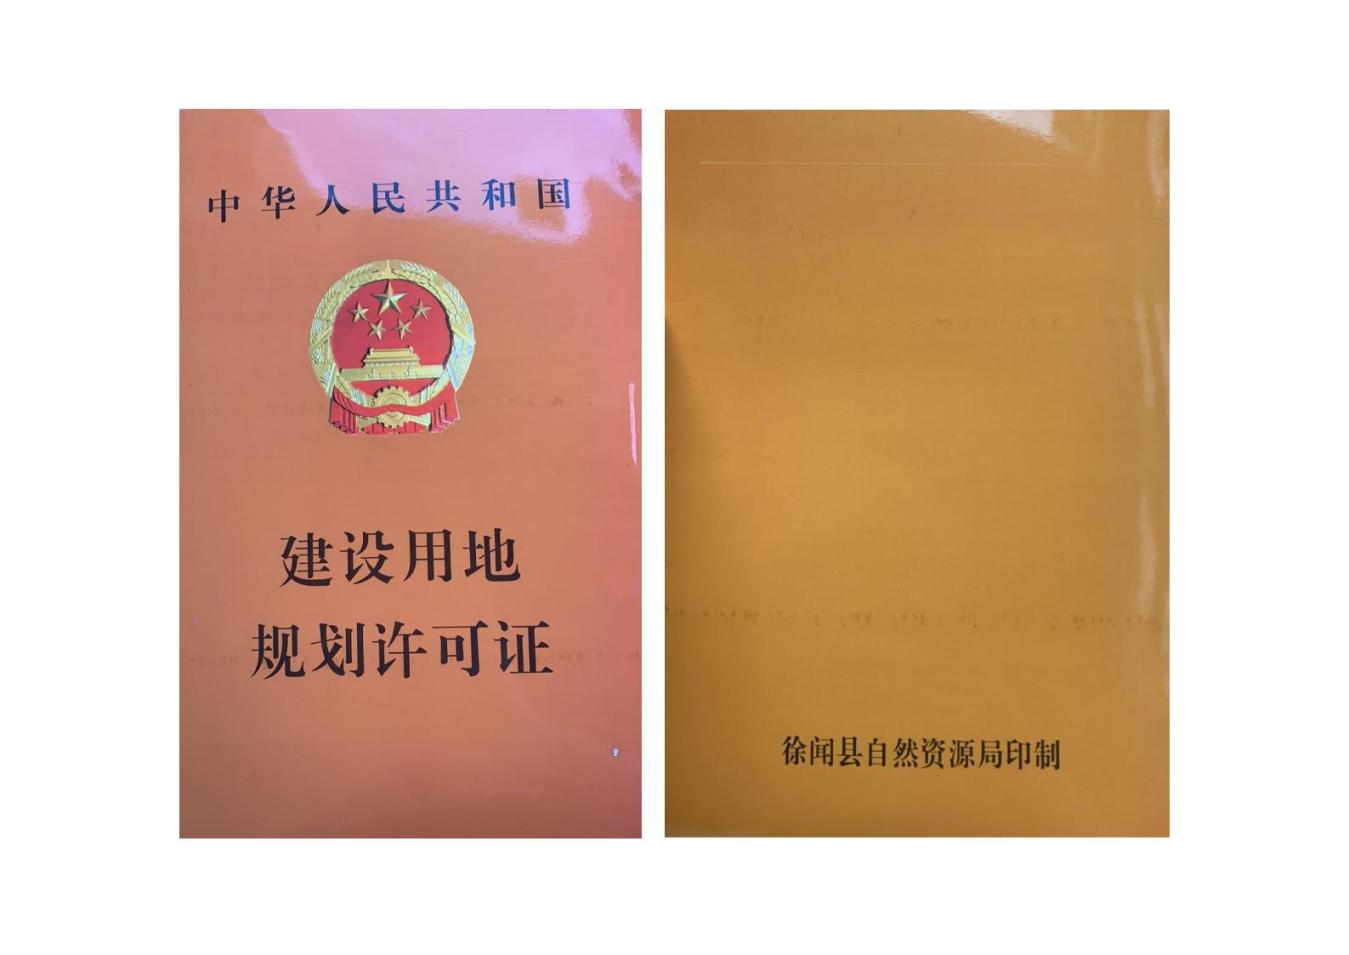 中华人民共和国
建设用地
规划许可证
徐闻县自然资源局印制